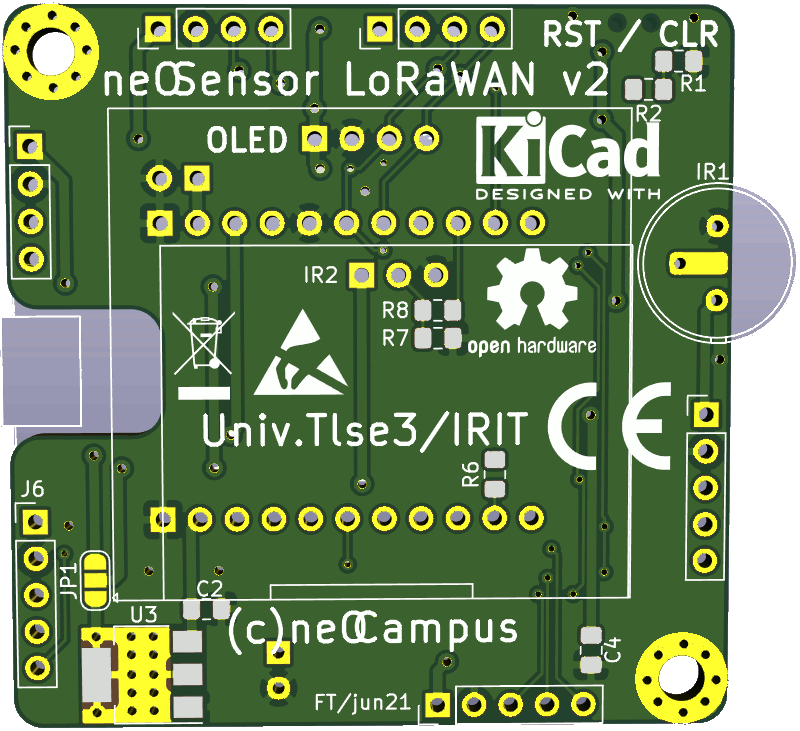 RST / CLR
neOSensor LoRaWAN v2
R1
R2
OLED
KiCad
DESIGNED WITH
IR1
IR2
R8
R7
open hardware
Univ.Tlse3/IRIT
CE
R6
J6
JP1
C2
U3
(c)neOCampus
C4
FT/jun21